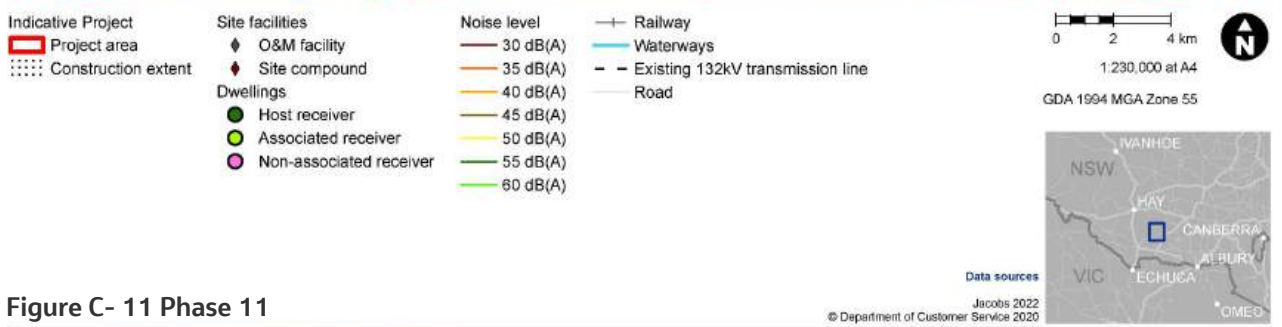 Indicative Project
Project area
Construction extent
Site facilities
O&M facility
Site compound
Dwellings
Host receiver
Associated receiver
Non-associated receiver
Noise level
30 dB(A)
35 dB(A)
40 dB(A)
45 dB(A)
50 dB(A)
55 dB(A)
60 dB(A)
Railway
Waterways
Existing 132kV transmission line
Road
0 2 4 km
N
1:230,000 at A4
GDA 1994 MGA Zone 55
IVANHOE
NSW
HAY
CANBERRA
ALBURY
VIC
ECHUCA
OMEO
Data sources
Jacobs 2022
© Department of Customer Service 2020
Figure C- 11 Phase 11